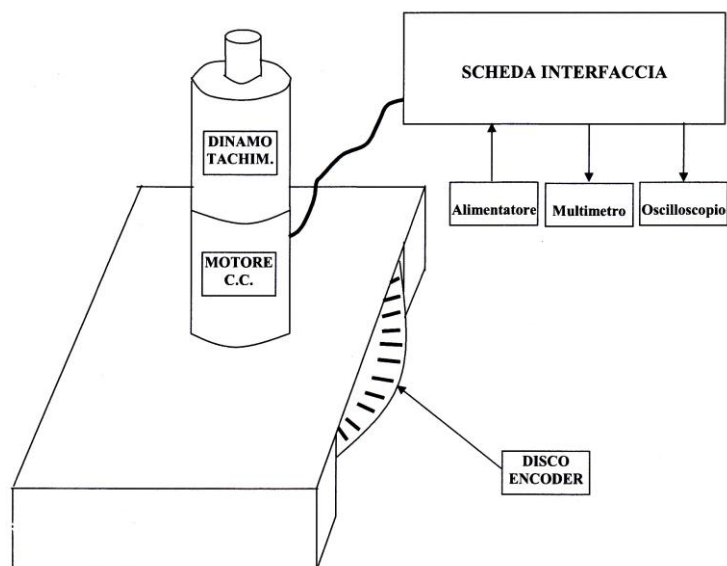 SCHEDA INTERFACCIA
DINAMO
TACHIM.
Alimentatore
Multimetro
Oscilloscopio
MOTORE
C.C.
DISCO
ENCODER